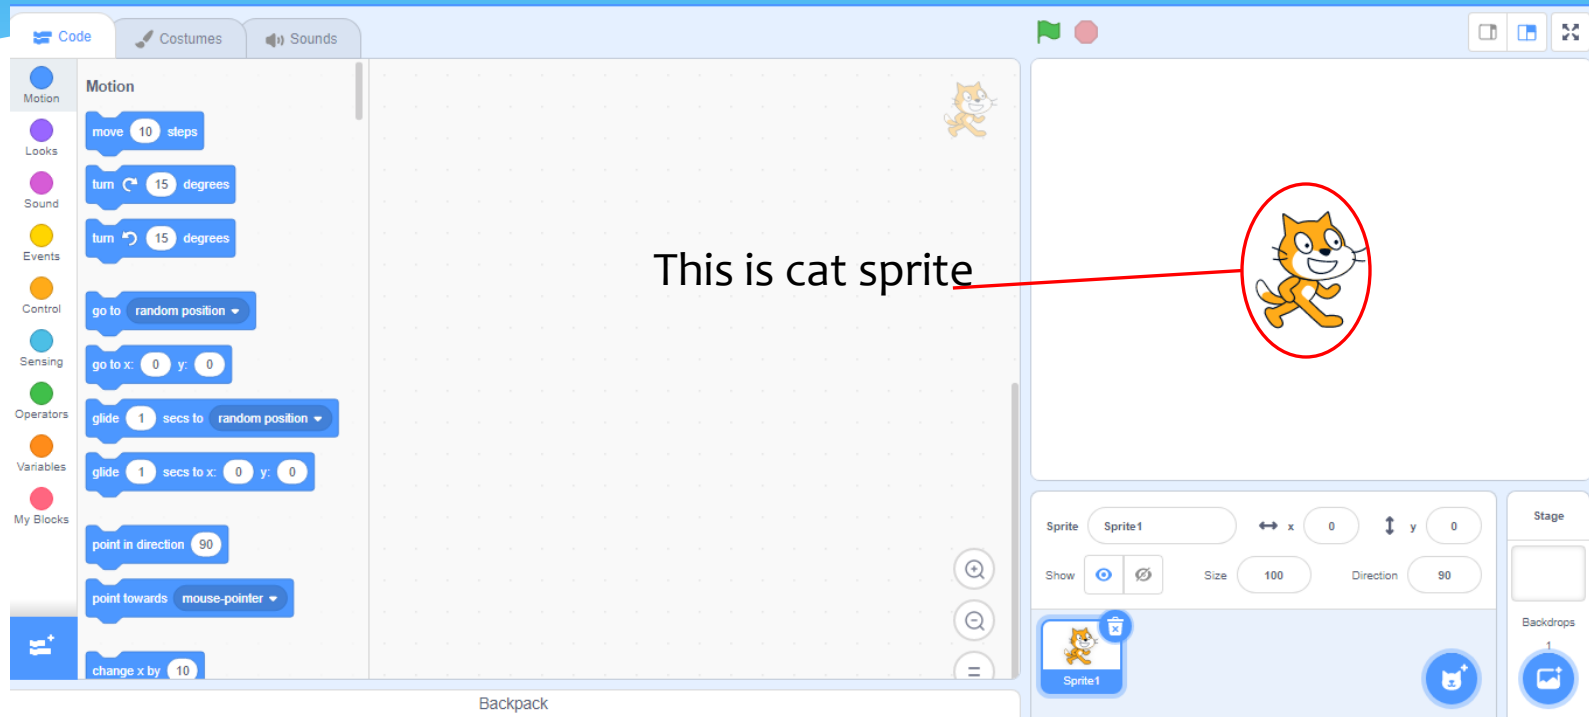 Code
Costumes
Sounds
Motion
Looks
Sound
Events
Control
Sensing
Operators
Variables
My Blocks
Motion
move 10 steps
turn 15 degrees
turn 15 degrees
go to random position
go to x: 0 y: 0
glide 1 secs to random position
glide 1 secs to x: 0 y: 0
point in direction 90
point towards mouse-pointer
change x by 10
This is cat sprite
Sprite Sprite1 x 0 y 0
Show Size 100 Direction 90
Sprite1
Stage
Backdrops
1
Backpack